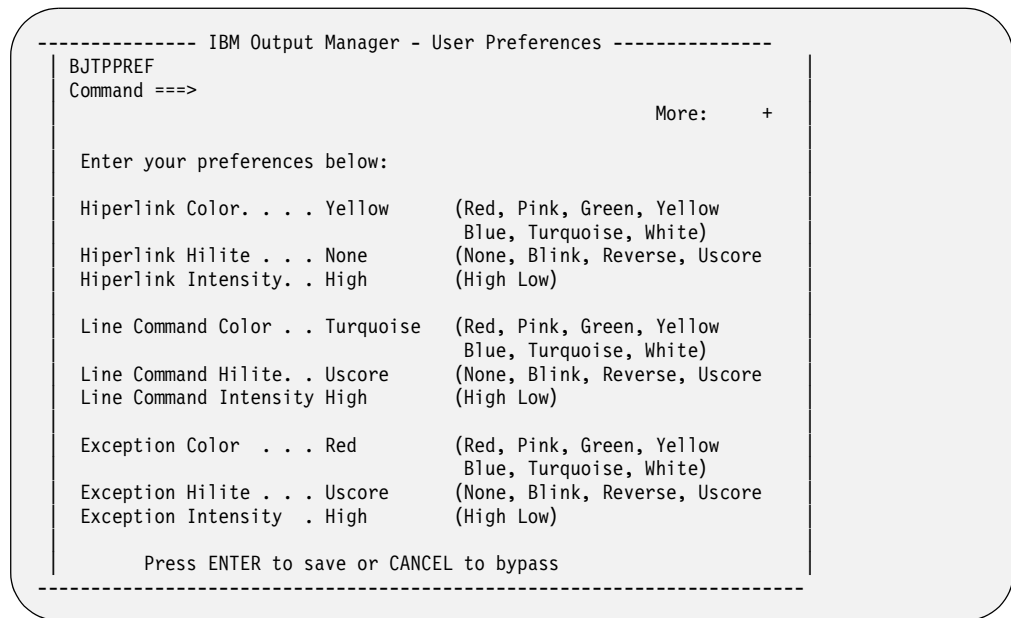 --------------- IBM Output Manager - User Preferences ---------------
BJTPPREF
Command ===>
More:     +
Enter your preferences below:
Hiperlink Color. . . . Yellow (Red, Pink, Green, Yellow
Blue, Turquoise, White)
Hiperlink Hilite . . . None (None, Blink, Reverse, Uscore
Hiperlink Intensity. . High (High Low)
Line Command Color . . Turquoise (Red, Pink, Green, Yellow
Blue, Turquoise, White)
Line Command Hilite. . Uscore (None, Blink, Reverse, Uscore
Line Command Intensity High (High Low)
Exception Color  . . . Red (Red, Pink, Green, Yellow
Blue, Turquoise, White)
Exception Hilite . . . Uscore (None, Blink, Reverse, Uscore
Exception Intensity  . High (High Low)
Press ENTER to save or CANCEL to bypass
------------------------------------------------------------------------